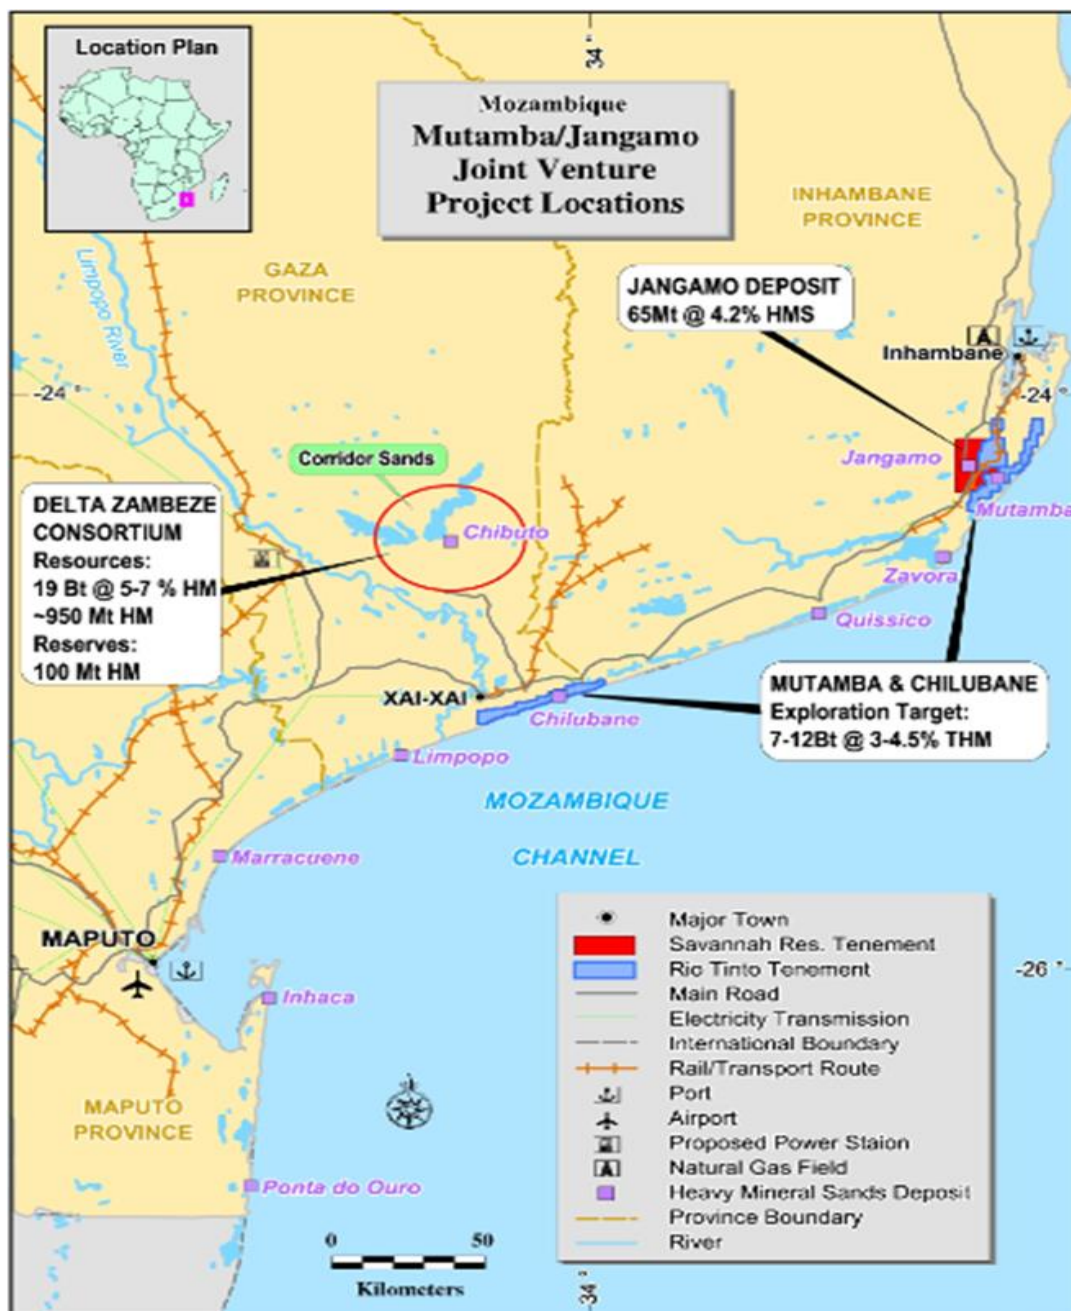 Location Plan
34°
Mozambique
Mutamba/Jangamo
Joint Venture
Project Locations
INHAMBANE
PROVINCE
Limpopo River
GAZA
PROVINCE
JANGAMO DEPOSIT
65Mt @ 4.2% HMS
A
Inhambane
-24°
-24°
Corridor Sands
Jangamo
DELTA ZAMBEZE
CONSORTIUM
Resources:
19 Bt @ 5-7 % HM
~950 Mt HM
Reserves:
100 Mt HM
Chibuto
Mutamba
Zavora
Quissico
XAI-XAI
Chilubane
MUTAMBA & CHILUBANE
Exploration Target:
7-12Bt @ 3-4.5% THM
Limpopo
MOZAMBIQUE
CHANNEL
Marracuene
MAPUTO
Inhaca
-26°
MAPUTO
PROVINCE
Ponta do Ouro
Major Town
Savannah Res. Tenement
Rio Tinto Tenement
Main Road
Electricity Transmission
International Boundary
Rail/Transport Route
Port
Airport
Proposed Power Staion
A Natural Gas Field
Heavy Mineral Sands Deposit
Province Boundary
River
0 50
Kilometers
34°